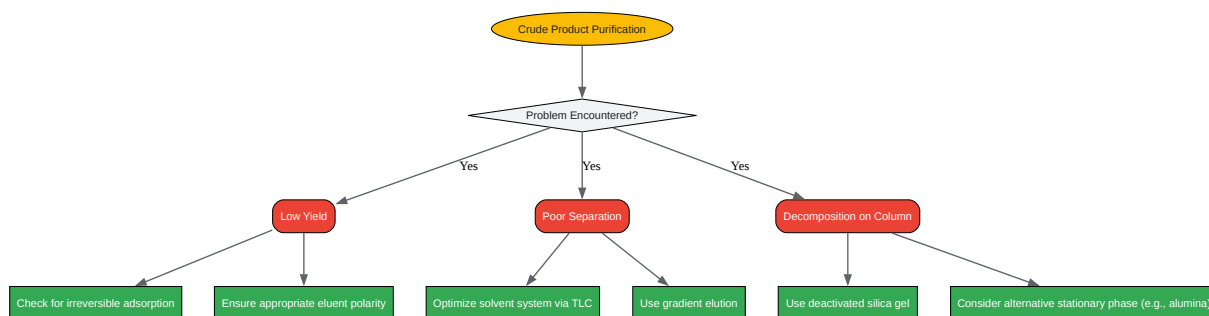 Crude Product Purification
Problem Encountered?
Yes
Yes
Yes
Low Yield
Poor Separation
Decomposition on Column
Check for irreversible adsorption
Ensure appropriate eluent polarity
Optimize solvent system via TLC
Use gradient elution
Use deactivated silica gel
Consider alternative stationary phase (e.g., alumina)